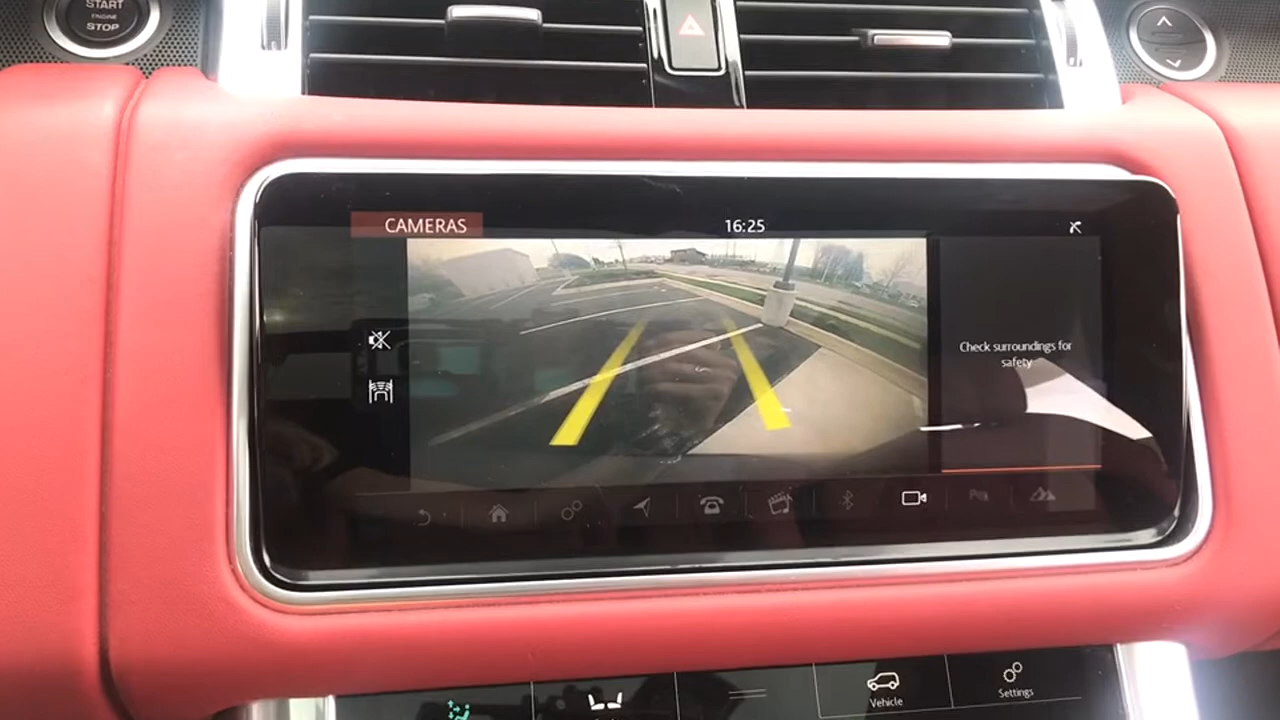 START
ENGINE
STOP
CAMERAS
16:25
Check surroundings for
safety
Vehicle
Settings